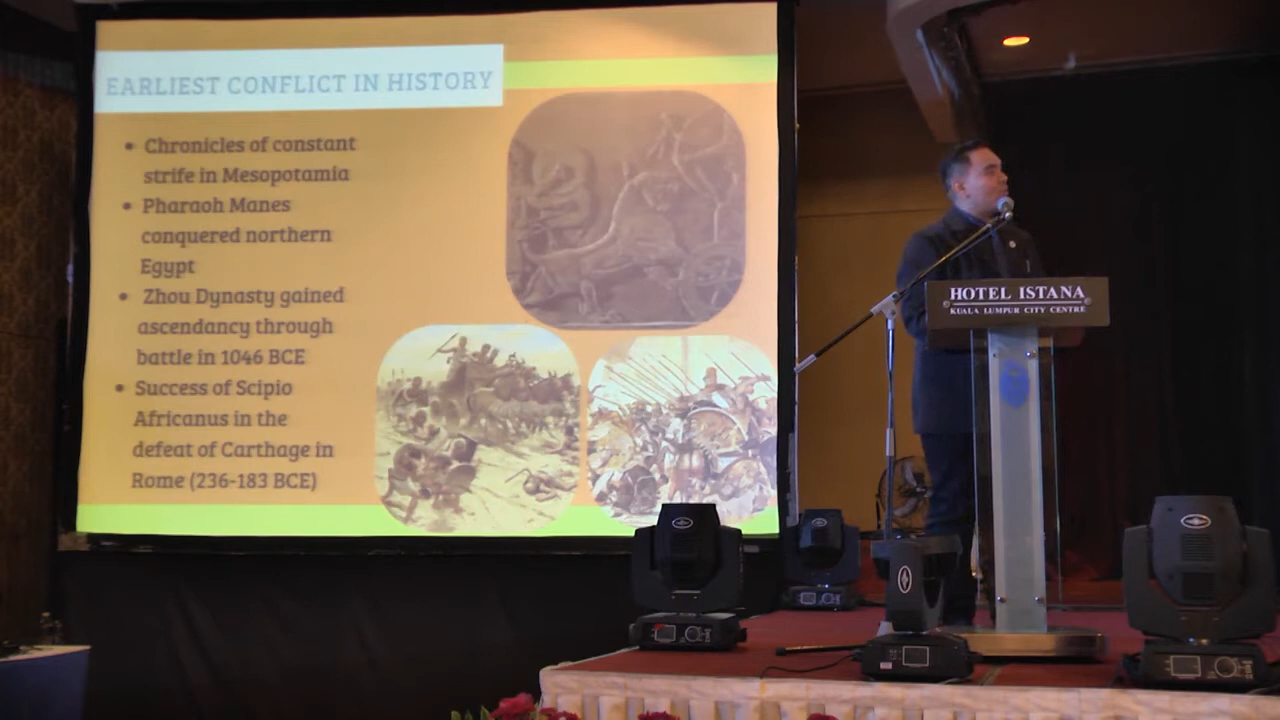 EARLIEST CONFLICT IN HISTORY
• Chronicles of constant
strife in Mesopotamia
• Pharaoh Manes
conquered northern
Egypt
• Zhou Dynasty gained
ascendancy through
battle in 1046 BCE
• Success of Scipio
Africanus in the
defeat of Carthage in
Rome (236-183 BCE)
HOTEL ISTANA
KUALA LUMPUR CITY CENTRE